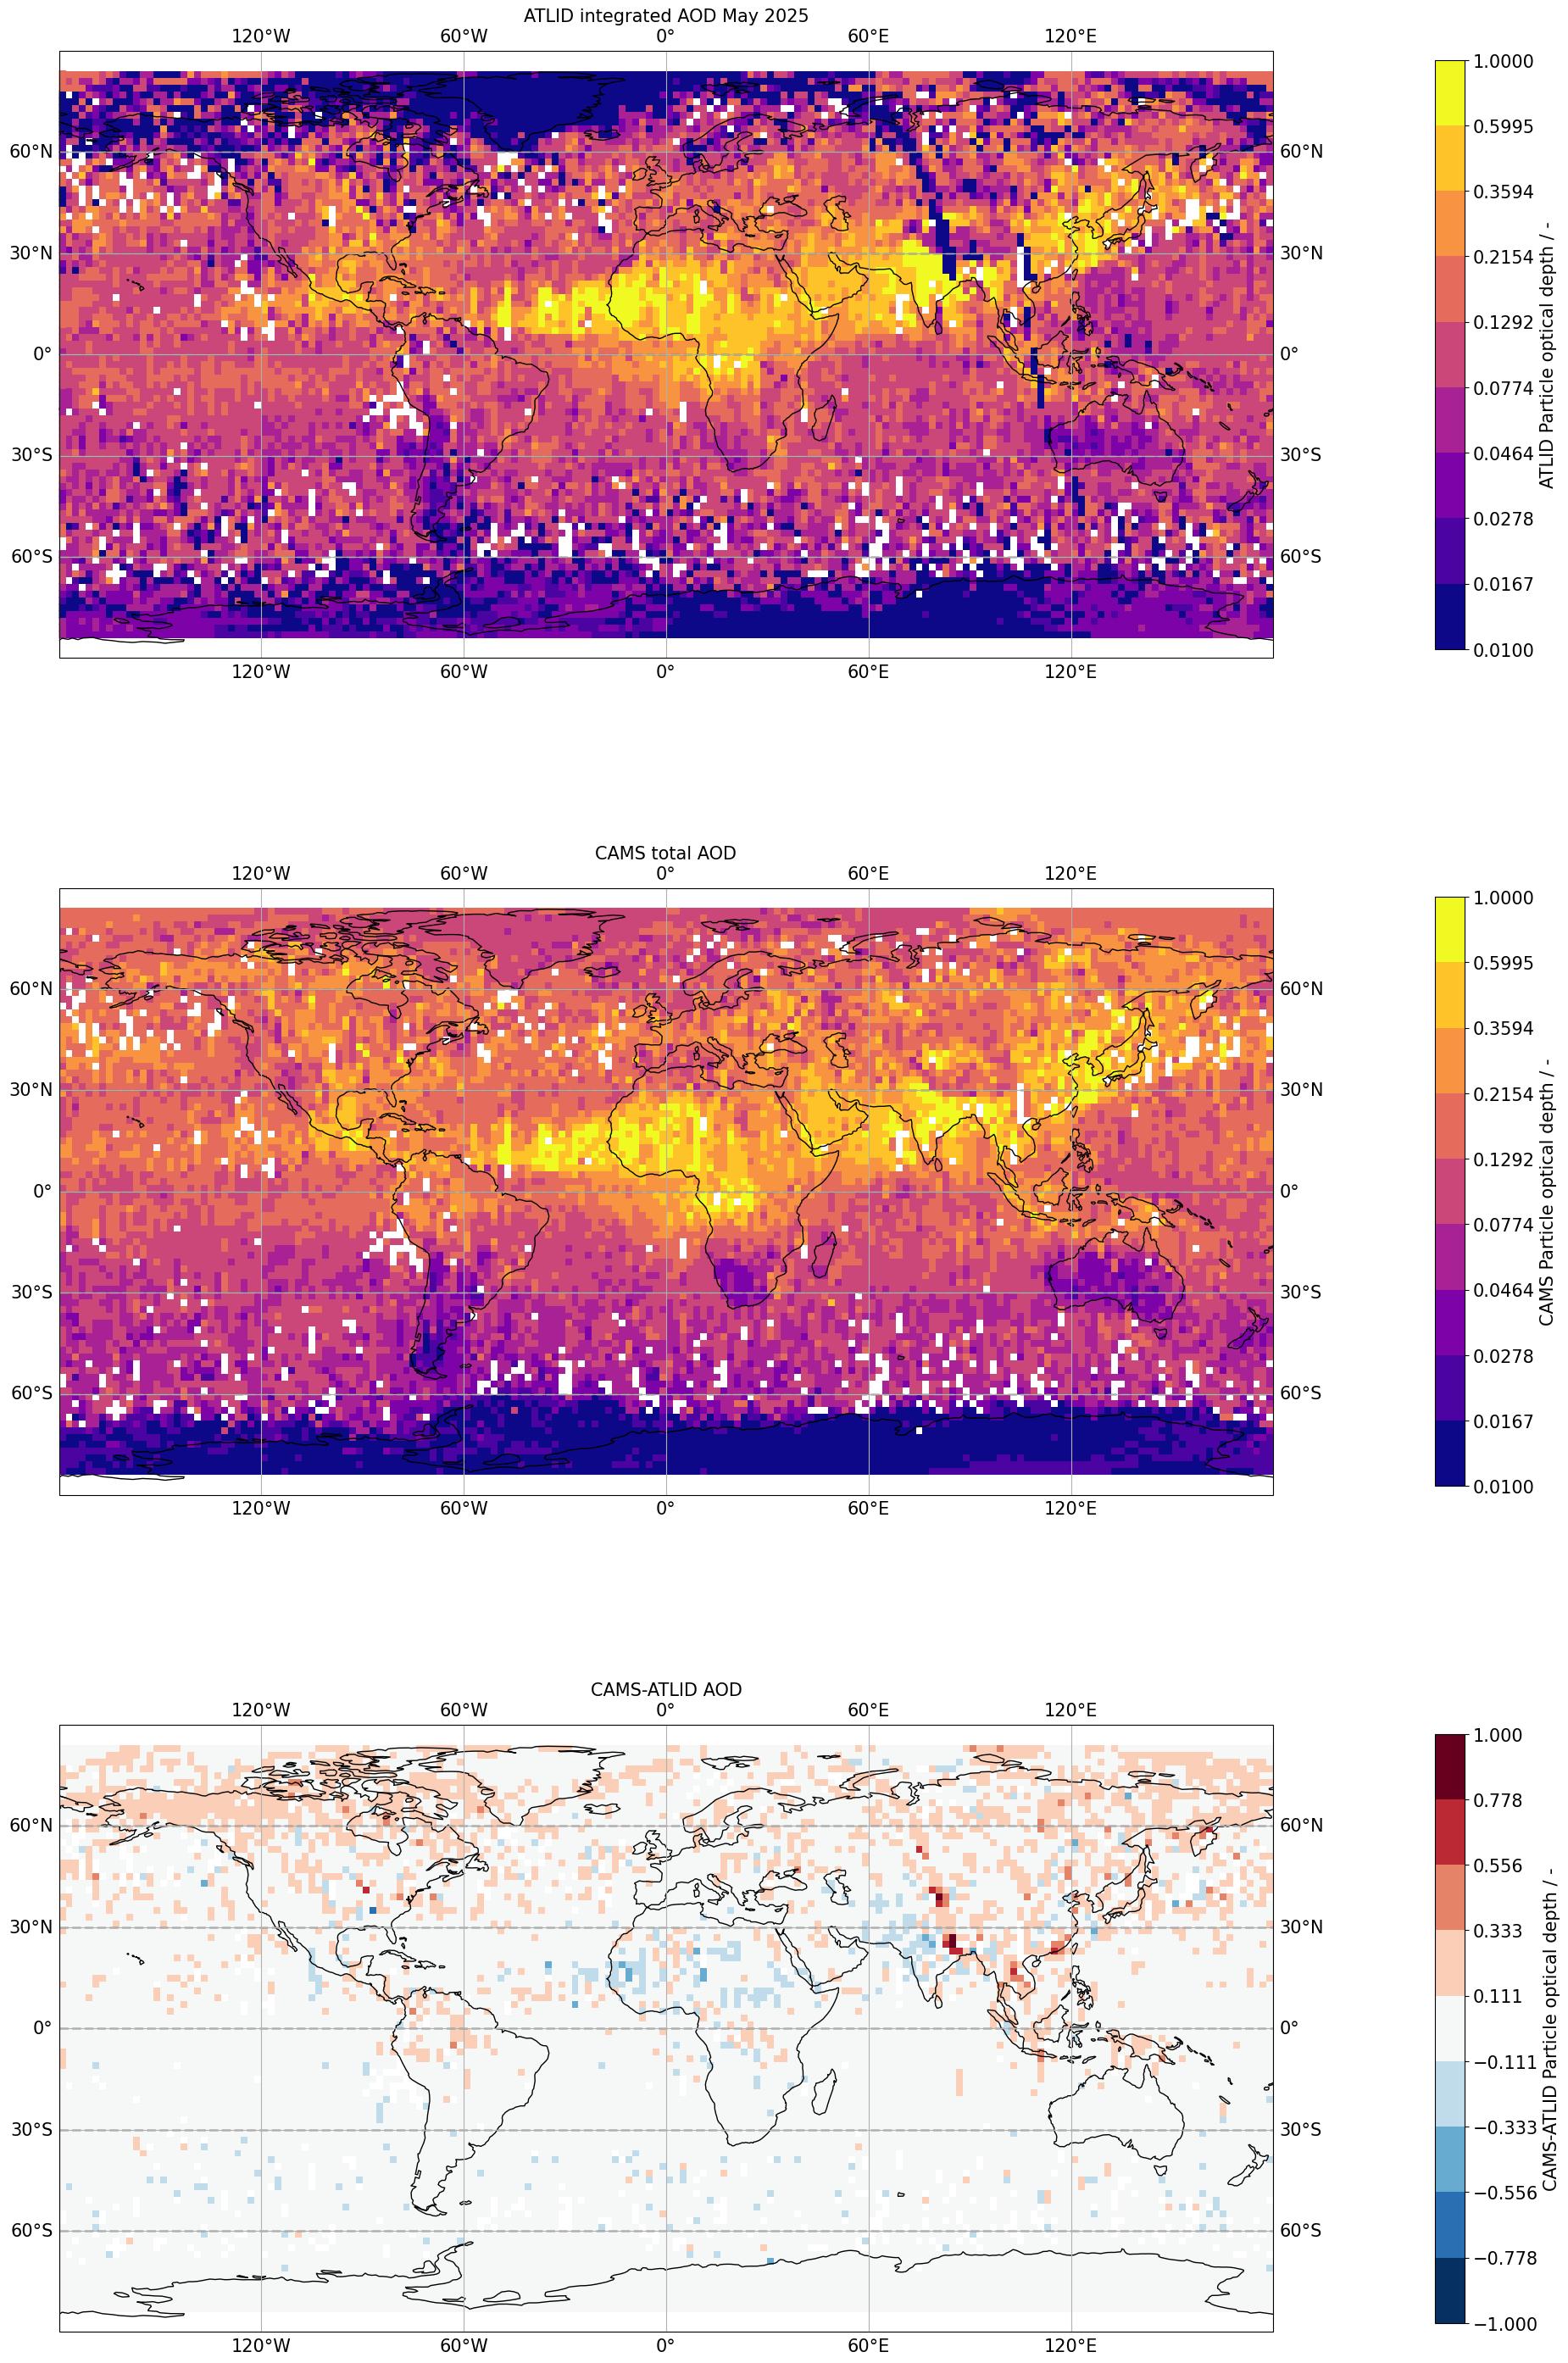 ATLID integrated AOD May 2025
120°W 60°W 0° 60°E 120°E
60°N 60°N
30°N 30°N
0° 0°
30°S 30°S
60°S 60°S
120°W 60°W 0° 60°E 120°E
1.0000
0.5995
0.3594
0.2154
0.1292
0.0774
0.0464
0.0278
0.0167
0.0100
ATLID Particle optical depth / -
CAMS total AOD
120°W 60°W 0° 60°E 120°E
60°N 60°N
30°N 30°N
0° 0°
30°S 30°S
60°S 60°S
120°W 60°W 0° 60°E 120°E
1.0000
0.5995
0.3594
0.2154
0.1292
0.0774
0.0464
0.0278
0.0167
0.0100
CAMS Particle optical depth / -
CAMS-ATLID AOD
120°W 60°W 0° 60°E 120°E
60°N 60°N
30°N 30°N
0° 0°
30°S 30°S
60°S 60°S
120°W 60°W 0° 60°E 120°E
1.000
0.778
0.556
0.333
0.111
−0.111
−0.333
−0.556
−0.778
−1.000
CAMS-ATLID Particle optical depth / -